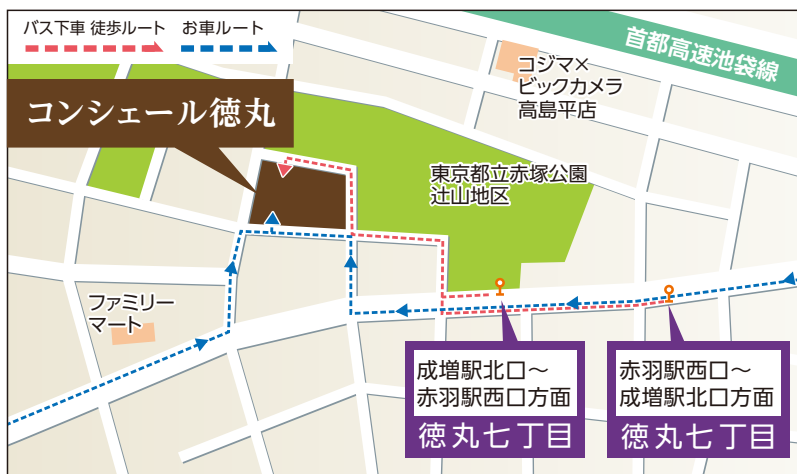 バス下車 徒歩ルート
お車ルート
首都高速池袋線
コジマ×
ビックカメラ
高島平店
コンシェール徳丸
東京都立赤塚公園
辻山地区
ファミリー
マート
成増駅北口～
赤羽駅西口方面
徳丸七丁目
赤羽駅西口～
成増駅北口方面
徳丸七丁目